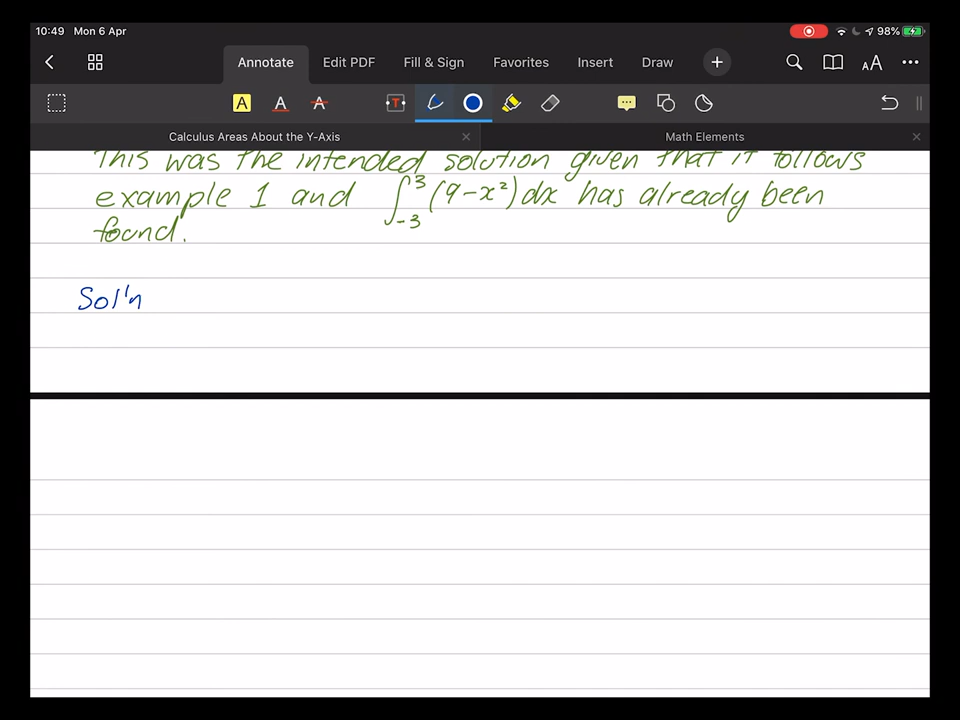 10:49 Mon 6 Apr 98%
Annotate Edit PDF Fill & Sign Favorites Insert Draw
A A T T
Calculus Areas About the Y-Axis Math Elements
This was the intended solution given that it follows
example 1 and ∫₋₃³ (9-x²)dx has already been
found.
Sol'n